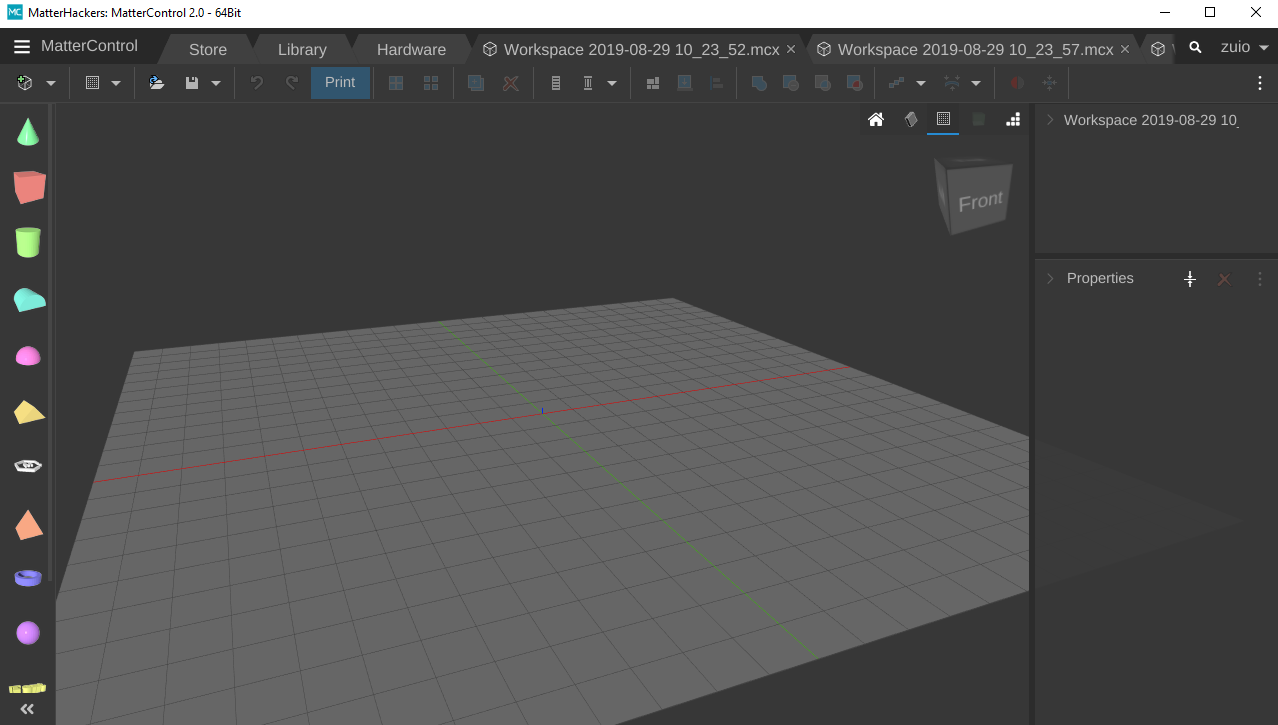 MC MatterHackers: MatterControl 2.0 - 64Bit
MatterControl Store Library Hardware Workspace 2019-08-29 10_23_52.mcx Workspace 2019-08-29 10_23_57.mcx zuio
Print
Workspace 2019-08-29 10_
Front
Properties